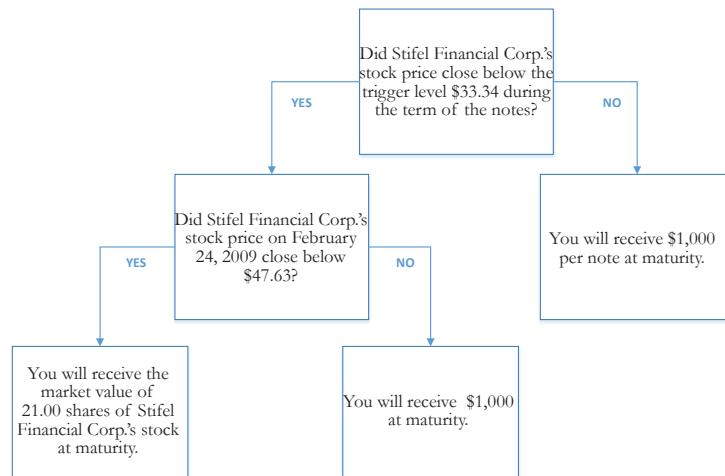 Did Stifel Financial Corp.'s
stock price close below the
trigger level $33.34 during
the term of the notes?
YES
NO
Did Stifel Financial Corp.'s
stock price on February
24, 2009 close below
$47.63?
You will receive $1,000
per note at maturity.
YES
NO
You will receive the
market value of
21.00 shares of Stifel
Financial Corp.'s stock
at maturity.
You will receive $1,000
at maturity.